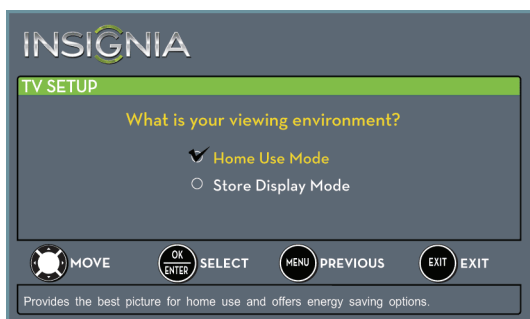 INSIGNIA
TV SETUP
What is your viewing environment?
Home Use Mode
Store Display Mode
MOVE OK ENTER SELECT MENU PREVIOUS EXIT EXIT
Provides the best picture for home use and offers energy saving options.